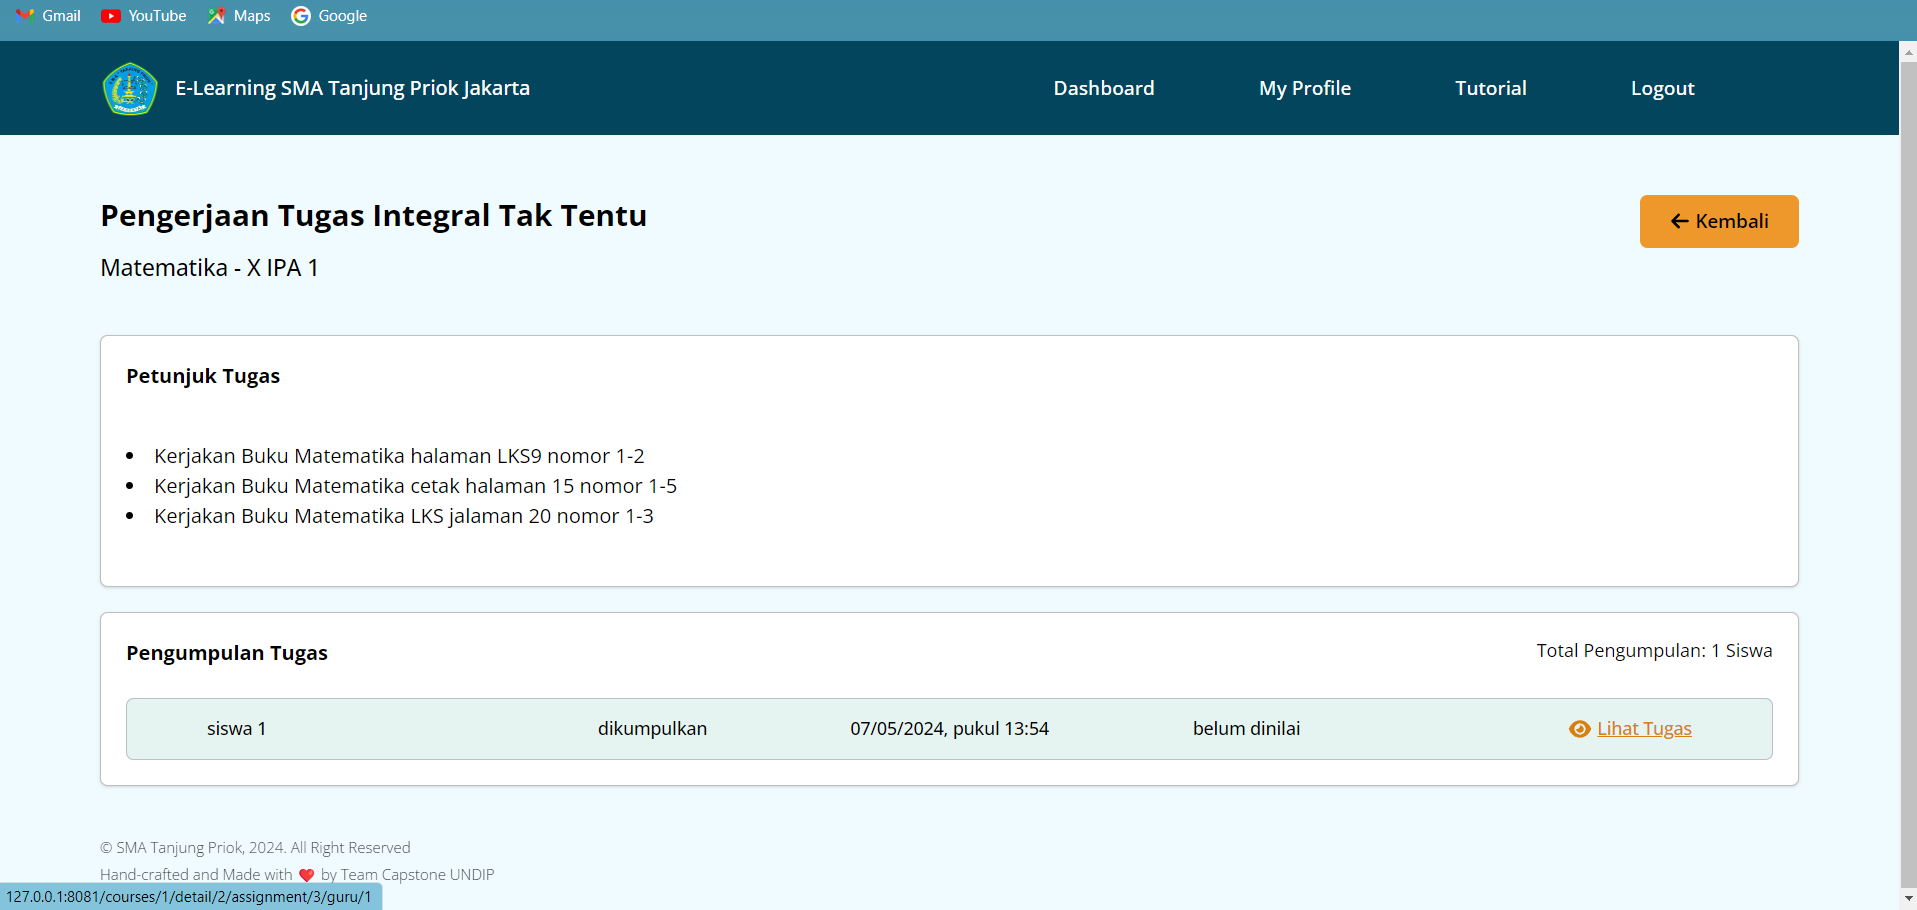 Gmail YouTube Maps Google
E-Learning SMA Tanjung Priok Jakarta Dashboard My Profile Tutorial Logout
Pengerjaan Tugas Integral Tak Tentu
Kembali
Matematika - X IPA 1
Petunjuk Tugas
Kerjakan Buku Matematika halaman LKS9 nomor 1-2
Kerjakan Buku Matematika cetak halaman 15 nomor 1-5
Kerjakan Buku Matematika LKS jalaman 20 nomor 1-3
Pengumpulan Tugas Total Pengumpulan: 1 Siswa
siswa 1 dikumpulkan 07/05/2024, pukul 13:54 belum dinilai Lihat Tugas
© SMA Tanjung Priok, 2024. All Right Reserved
Hand-crafted and Made with ❤️ by Team Capstone UNDIP
127.0.0.1:8081/courses/1/detail/2/assignment/3/guru/1